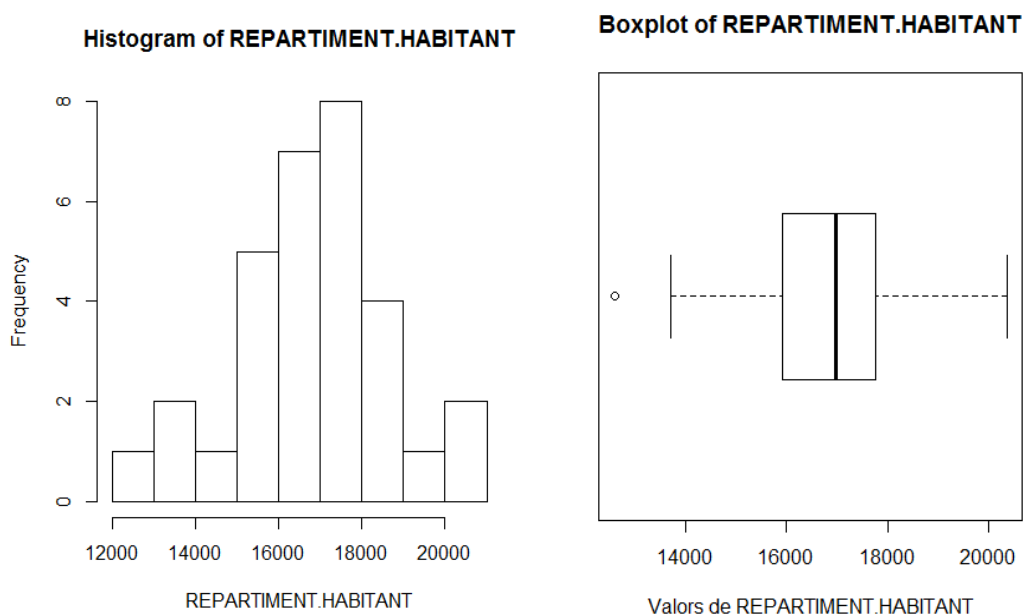 Histogram of REPARTIMENT.HABITANT
8
6
4
2
0
Frequency
12000 14000 16000 18000 20000
REPARTIMENT.HABITANT
Boxplot of REPARTIMENT.HABITANT
14000 16000 18000 20000
Valors de REPARTIMENT.HABITANT